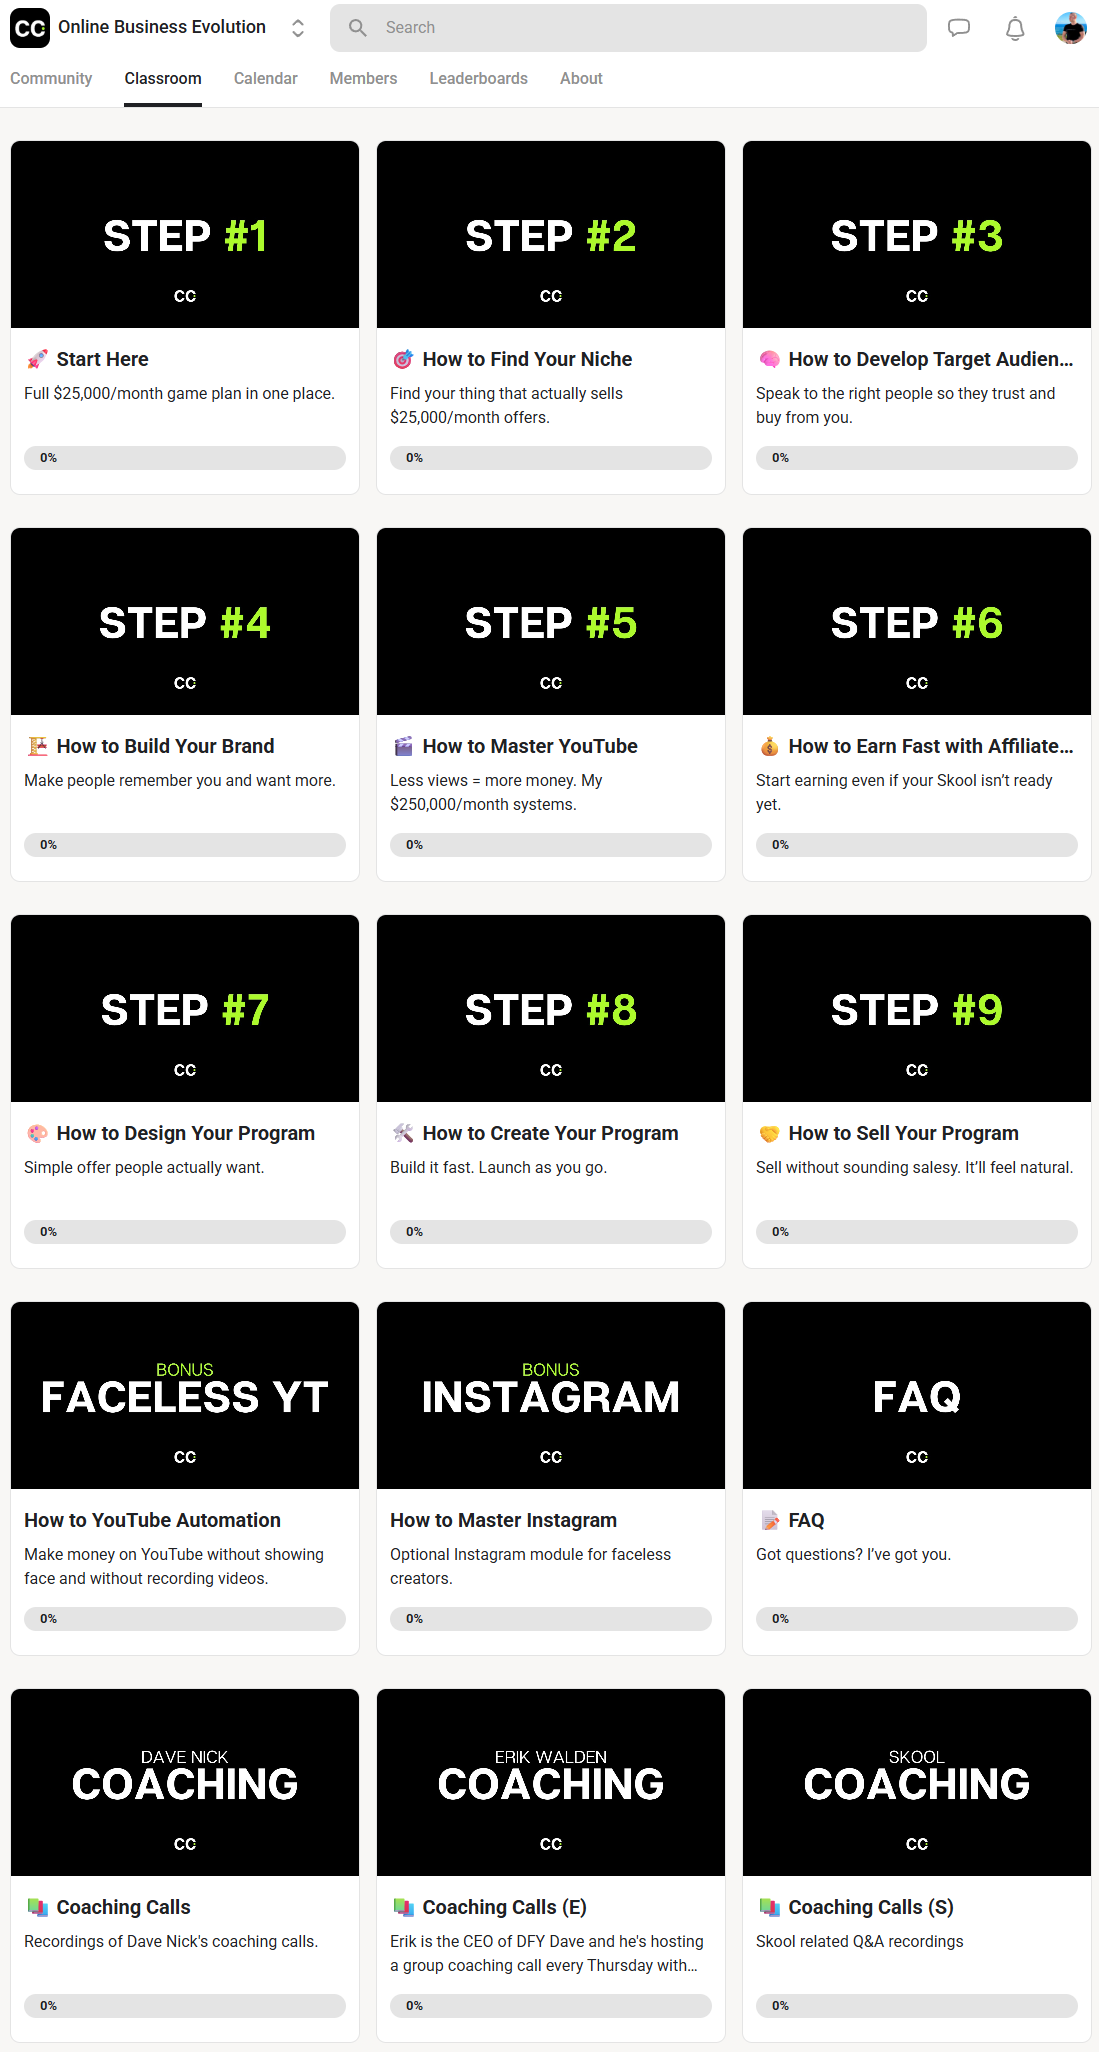 CC Online Business Evolution
Search
Community Classroom Calendar Members Leaderboards About
STEP #1
CC
🚀 Start Here
Full $25,000/month game plan in one place.
0%
STEP #2
CC
🎯 How to Find Your Niche
Find your thing that actually sells
$25,000/month offers.
0%
STEP #3
CC
🧠 How to Develop Target Audien...
Speak to the right people so they trust and
buy from you.
0%
STEP #4
CC
🏗️ How to Build Your Brand
Make people remember you and want more.
0%
STEP #5
CC
🎬 How to Master YouTube
Less views = more money. My
$250,000/month systems.
0%
STEP #6
CC
💰 How to Earn Fast with Affiliate...
Start earning even if your Skool isn’t ready
yet.
0%
STEP #7
CC
🎨 How to Design Your Program
Simple offer people actually want.
0%
STEP #8
CC
🛠️ How to Create Your Program
Build it fast. Launch as you go.
0%
STEP #9
CC
🤝 How to Sell Your Program
Sell without sounding salesy. It’ll feel natural.
0%
BONUS
FACELESS YT
CC
How to YouTube Automation
Make money on YouTube without showing
face and without recording videos.
0%
BONUS
INSTAGRAM
CC
How to Master Instagram
Optional Instagram module for faceless
creators.
0%
FAQ
CC
📝 FAQ
Got questions? I’ve got you.
0%
DAVE NICK
COACHING
CC
📚 Coaching Calls
Recordings of Dave Nick's coaching calls.
0%
ERIK WALDEN
COACHING
CC
📚 Coaching Calls (E)
Erik is the CEO of DFY Dave and he's hosting
a group coaching call every Thursday with...
0%
SKOOL
COACHING
CC
📚 Coaching Calls (S)
Skool related Q&A recordings
0%